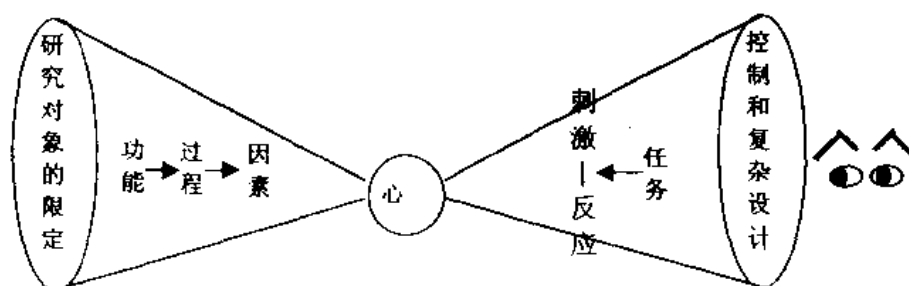 研究对象的限定
功能
过程
因素
心
刺激
反应
任务
控制和复杂设计